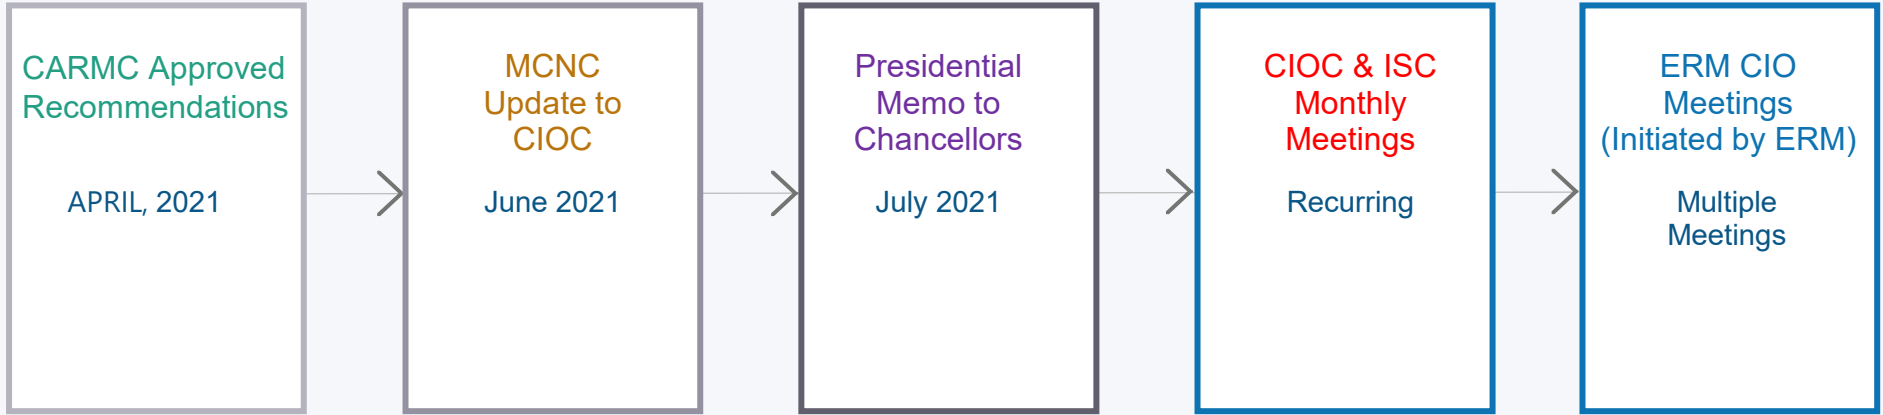 CARMC Approved
Recommendations
APRIL, 2021
MCNC
Update to
CIOC
June 2021
Presidential
Memo to
Chancellors
July 2021
CIOC & ISC
Monthly
Meetings
Recurring
ERM CIO
Meetings
(Initiated by ERM)
Multiple
Meetings